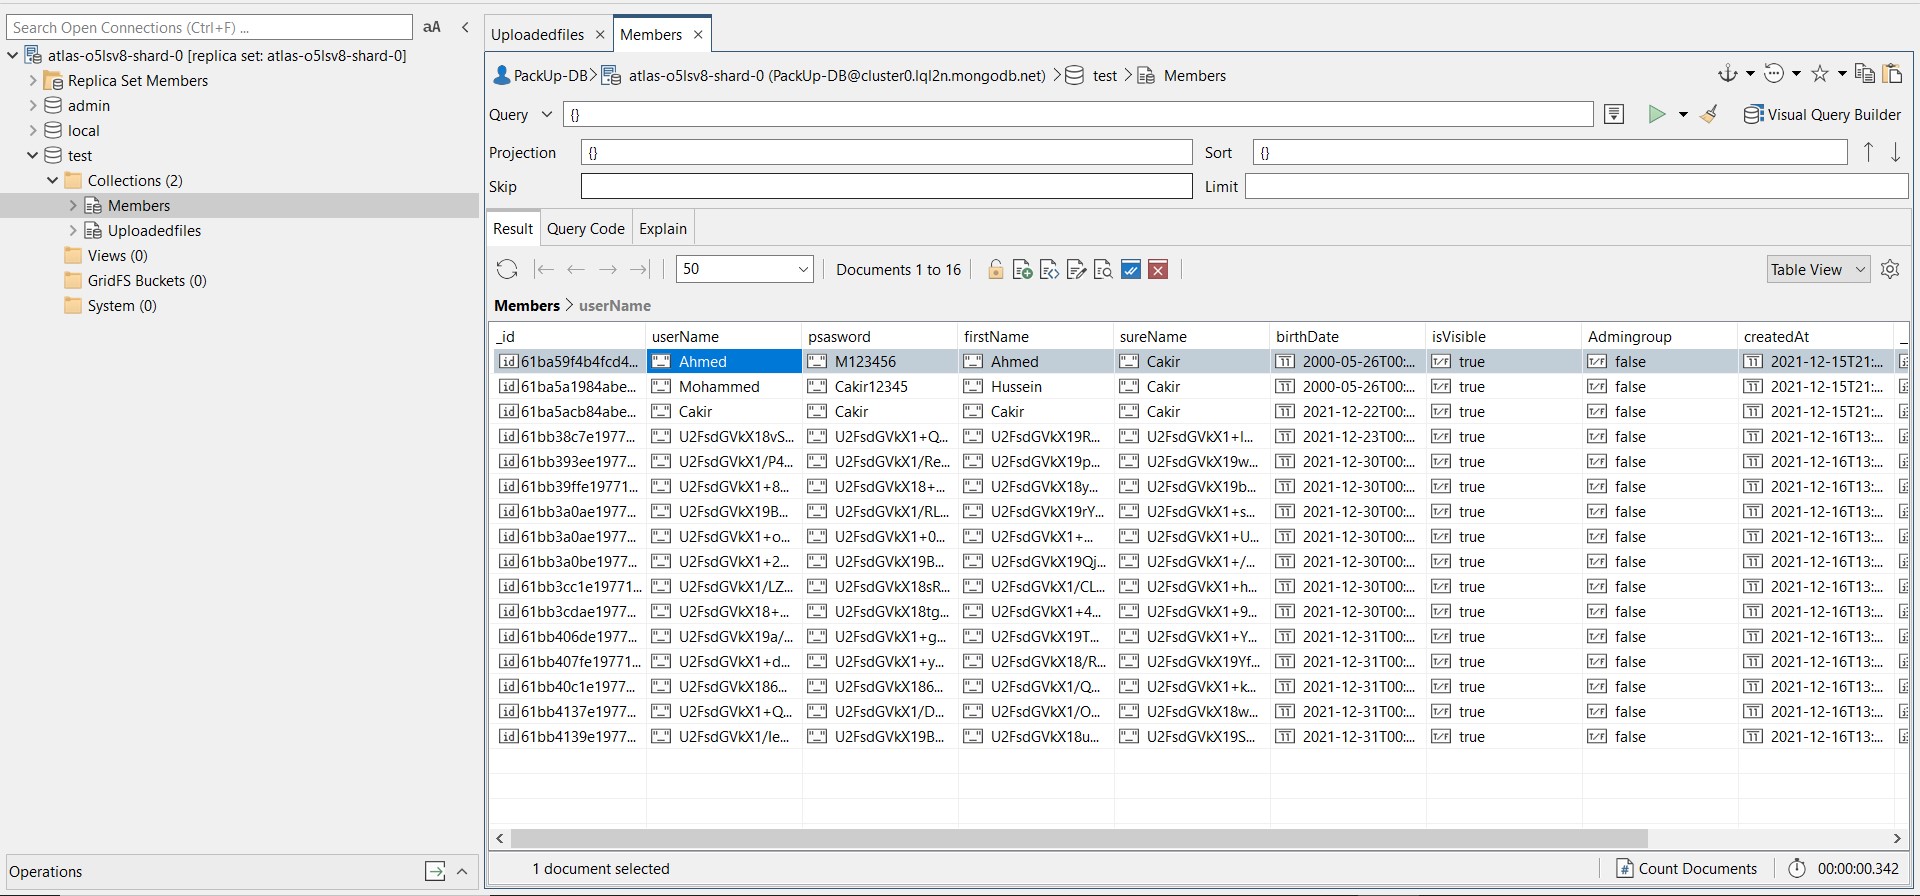 Search Open Connections (Ctrl+F) ... aA
atlas-o5lsv8-shard-0 [replica set: atlas-o5lsv8-shard-0]
Replica Set Members
admin
local
test
Collections (2)
Members
Uploadedfiles
Views (0)
GridFS Buckets (0)
System (0)
Operations
Uploadedfiles Members
PackUp-DB atlas-o5lsv8-shard-0 (PackUp-DB@cluster0.lql2n.mongodb.net) test Members
Query {} Visual Query Builder
Projection {} Sort {}
Skip Limit
Result Query Code Explain
50 Documents 1 to 16 Table View
Members > userName
_id userName psasword firstName sureName birthDate isVisible Admingroup createdAt
61ba59f4b4fcd4... Ahmed M123456 Ahmed Cakir 2000-05-26T00:... true false 2021-12-15T21:...
61ba5a1984abe... Mohammed Cakir12345 Hussein Cakir 2000-05-26T00:... true false 2021-12-15T21:...
61ba5acb84abe... Cakir Cakir Cakir Cakir 2021-12-22T00:... true false 2021-12-15T21:...
61bb38c7e1977... U2FsdGVkX18vS... U2FsdGVkX1+Q... U2FsdGVkX19R... U2FsdGVkX1+I... 2021-12-23T00:... true false 2021-12-16T13:...
61bb393ee1977... U2FsdGVkX1/P4... U2FsdGVkX1/Re... U2FsdGVkX19p... U2FsdGVkX19w... 2021-12-30T00:... true false 2021-12-16T13:...
61bb39ffe19771... U2FsdGVkX1+8... U2FsdGVkX18+... U2FsdGVkX18y... U2FsdGVkX19b... 2021-12-30T00:... true false 2021-12-16T13:...
61bb3a0ae1977... U2FsdGVkX19B... U2FsdGVkX1/RL... U2FsdGVkX19rY... U2FsdGVkX1+s... 2021-12-30T00:... true false 2021-12-16T13:...
61bb3a0ae1977... U2FsdGVkX1+o... U2FsdGVkX1+0... U2FsdGVkX1+... U2FsdGVkX1+U... 2021-12-30T00:... true false 2021-12-16T13:...
61bb3a0be1977... U2FsdGVkX1+2... U2FsdGVkX19B... U2FsdGVkX19Qj... U2FsdGVkX1+/... 2021-12-30T00:... true false 2021-12-16T13:...
61bb3cc1e19771... U2FsdGVkX1/LZ... U2FsdGVkX18sR... U2FsdGVkX1/CL... U2FsdGVkX1+h... 2021-12-30T00:... true false 2021-12-16T13:...
61bb3cdae1977... U2FsdGVkX18+... U2FsdGVkX18tg... U2FsdGVkX1+4... U2FsdGVkX1+9... 2021-12-30T00:... true false 2021-12-16T13:...
61bb406de1977... U2FsdGVkX19a/... U2FsdGVkX1+g... U2FsdGVkX19T... U2FsdGVkX1+Y... 2021-12-31T00:... true false 2021-12-16T13:...
61bb407fe19771... U2FsdGVkX1+d... U2FsdGVkX1+y... U2FsdGVkX18/R... U2FsdGVkX19Yf... 2021-12-31T00:... true false 2021-12-16T13:...
61bb40c1e1977... U2FsdGVkX186... U2FsdGVkX186... U2FsdGVkX1/Q... U2FsdGVkX1+k... 2021-12-31T00:... true false 2021-12-16T13:...
61bb4137e1977... U2FsdGVkX1+Q... U2FsdGVkX1/D... U2FsdGVkX1/O... U2FsdGVkX18w... 2021-12-31T00:... true false 2021-12-16T13:...
61bb4139e1977... U2FsdGVkX1/Ie... U2FsdGVkX19B... U2FsdGVkX18u... U2FsdGVkX19S... 2021-12-31T00:... true false 2021-12-16T13:...
1 document selected Count Documents 00:00:00.342